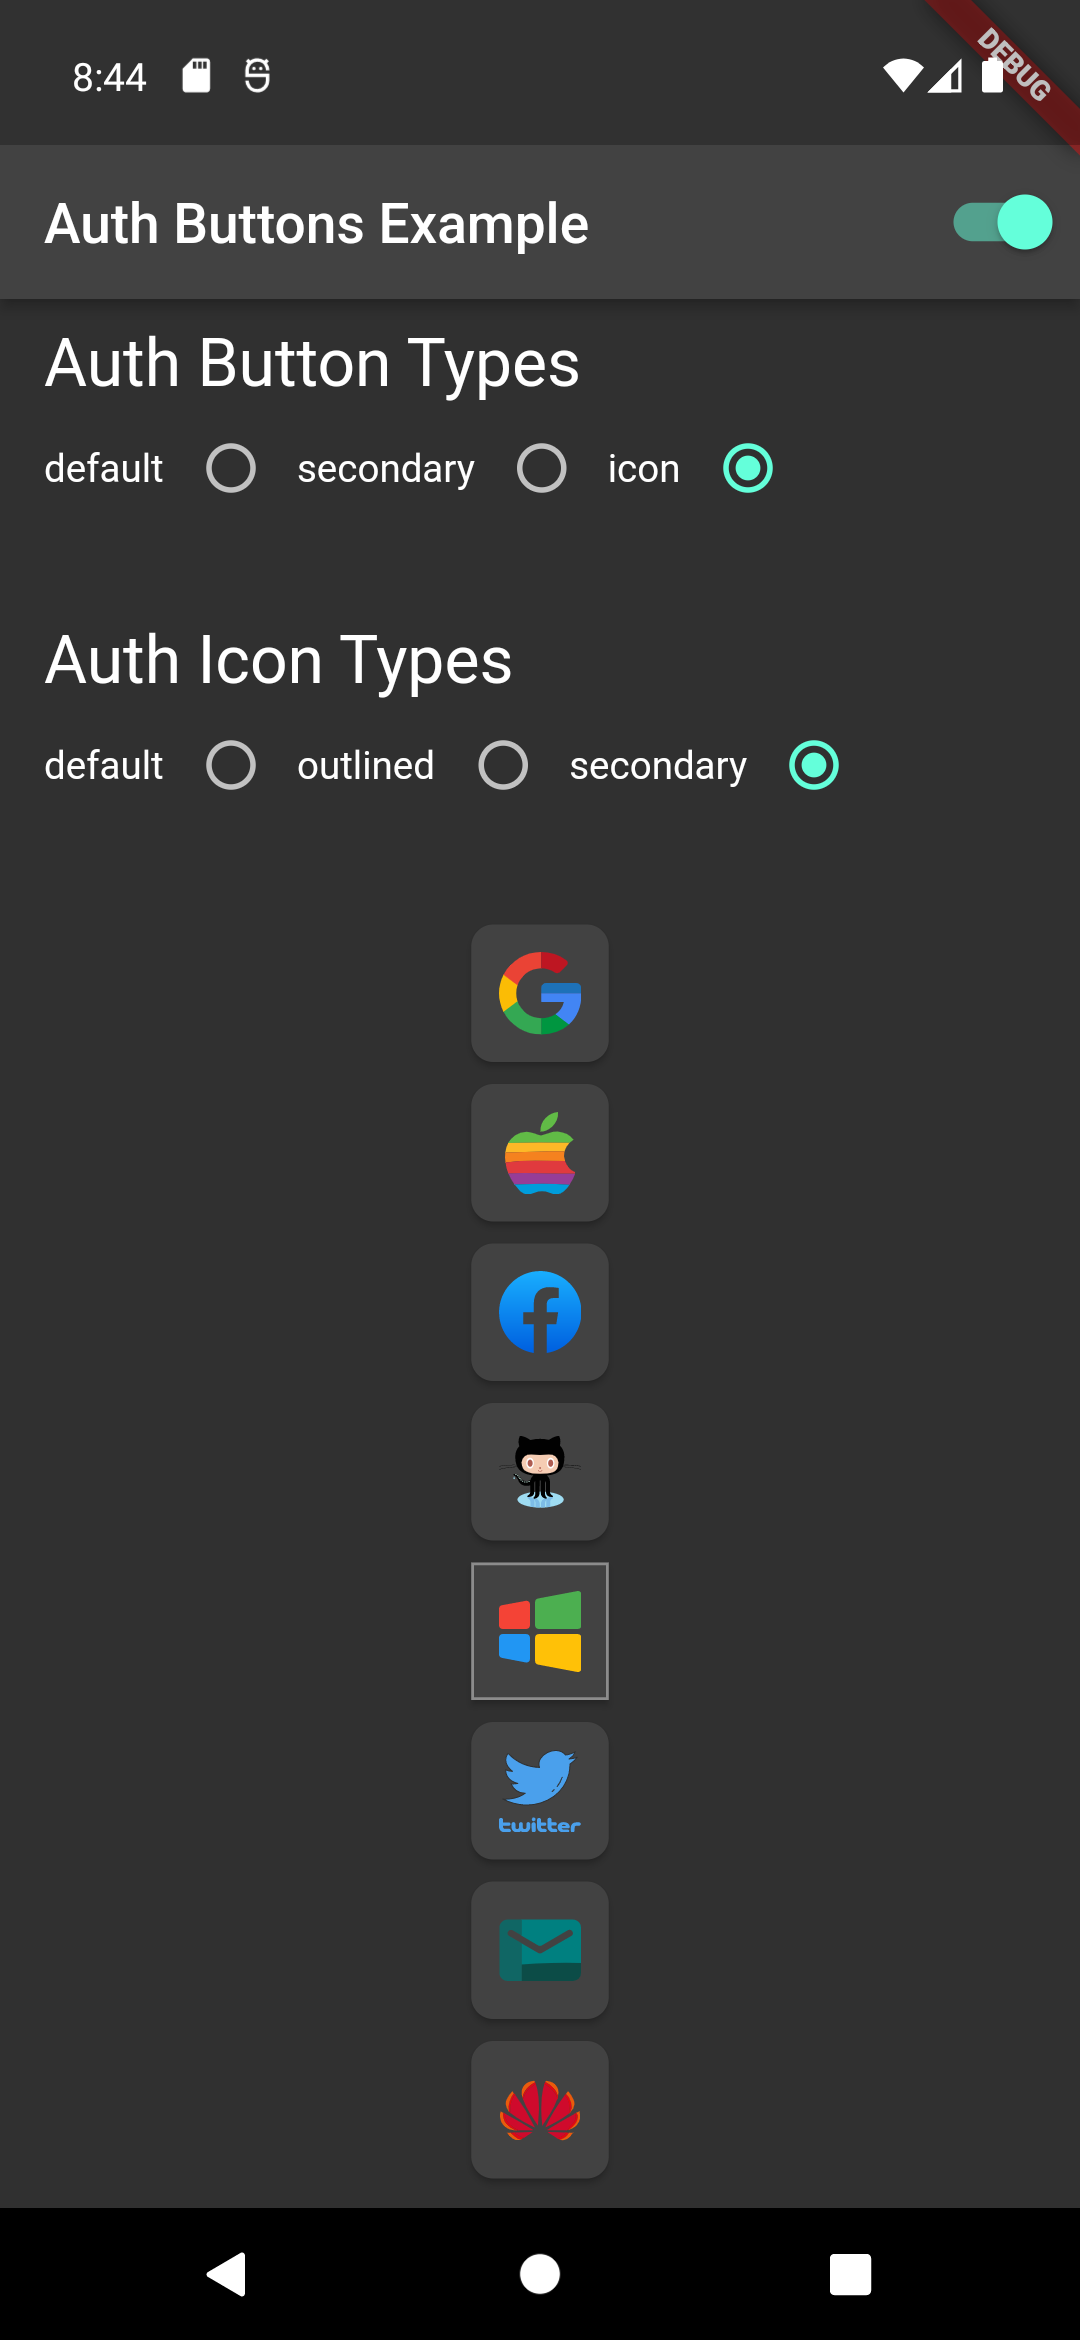 8:44
DEBUG
Auth Buttons Example
Auth Button Types
default secondary icon
Auth Icon Types
default outlined secondary
twitter